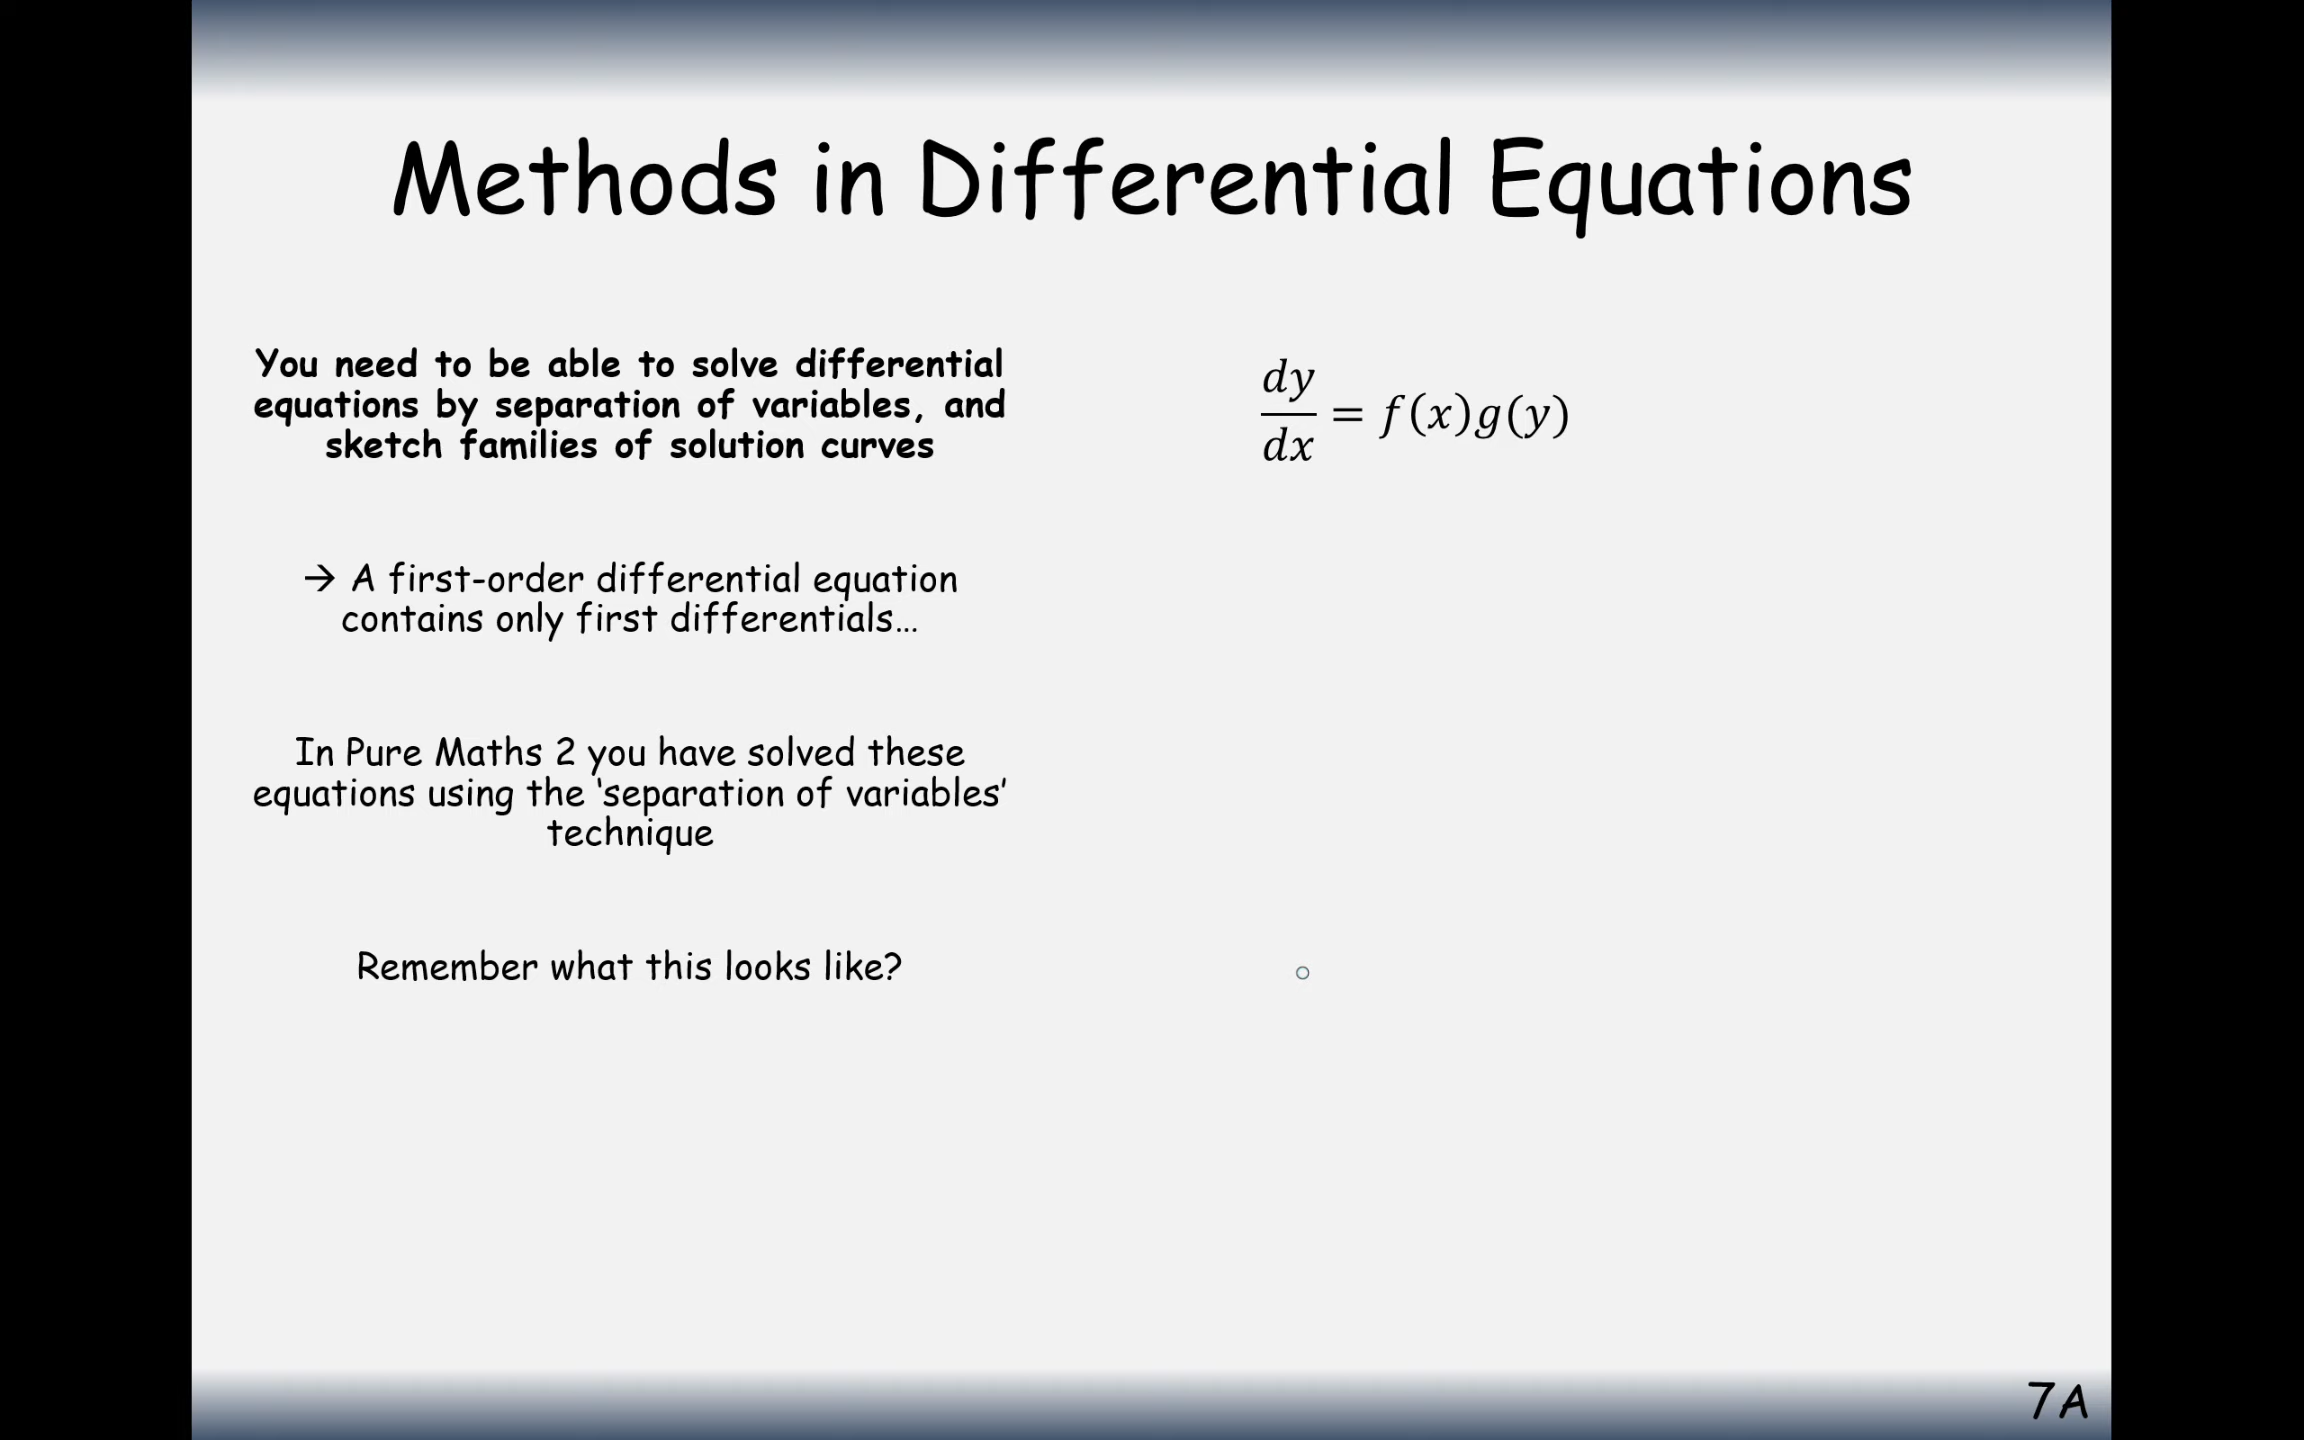 Methods in Differential Equations
You need to be able to solve differential
equations by separation of variables, and
sketch families of solution curves
→ A first-order differential equation
contains only first differentials…
In Pure Maths 2 you have solved these
equations using the ‘separation of variables’
technique
Remember what this looks like?
dy/dx = f(x)g(y)
7A